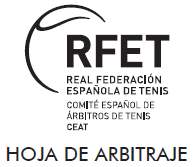 RFET
REAL FEDERACIÓN
ESPAÑOLA DE TENIS
COMITÉ ESPAÑOL DE
ÁRBITROS DE TENIS
CEAT
HOJA DE ARBITRAJE